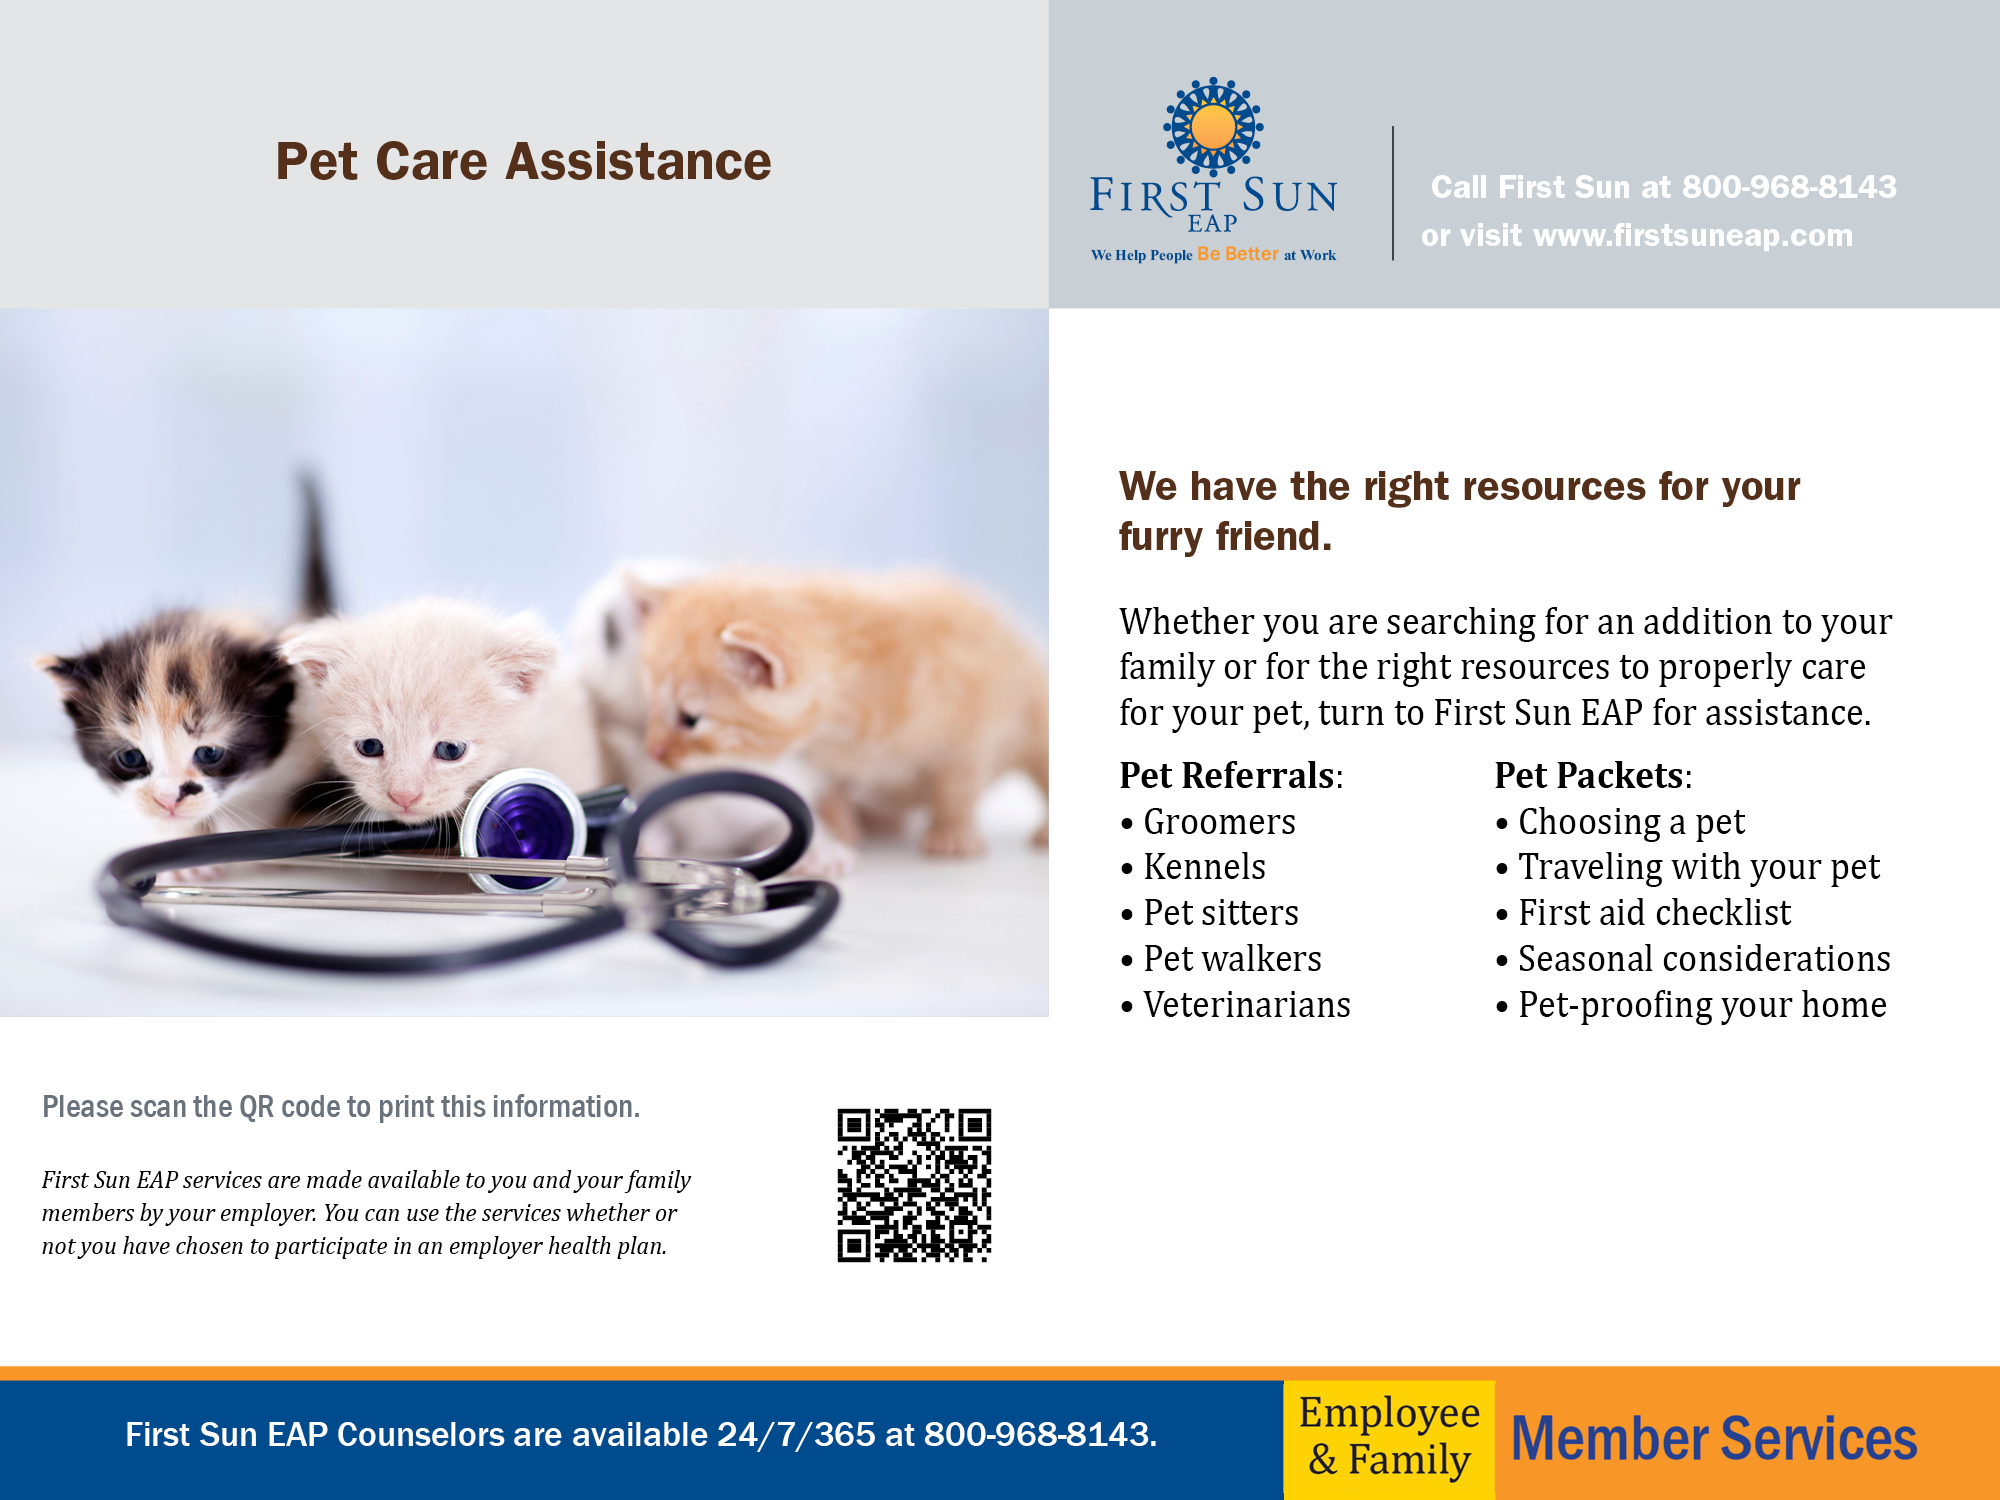 Pet Care Assistance
FIRST SUN
EAP
We Help People Be Better at Work
Call First Sun at 800-968-8143
or visit www.firstsuneap.com
We have the right resources for your
furry friend.
Whether you are searching for an addition to your
family or for the right resources to properly care
for your pet, turn to First Sun EAP for assistance.
Pet Referrals:
• Groomers
• Kennels
• Pet sitters
• Pet walkers
• Veterinarians
Pet Packets:
• Choosing a pet
• Traveling with your pet
• First aid checklist
• Seasonal considerations
• Pet-proofing your home
Please scan the QR code to print this information.
First Sun EAP services are made available to you and your family
members by your employer. You can use the services whether or
not you have chosen to participate in an employer health plan.
First Sun EAP Counselors are available 24/7/365 at 800-968-8143.
Employee
& Family
Member Services